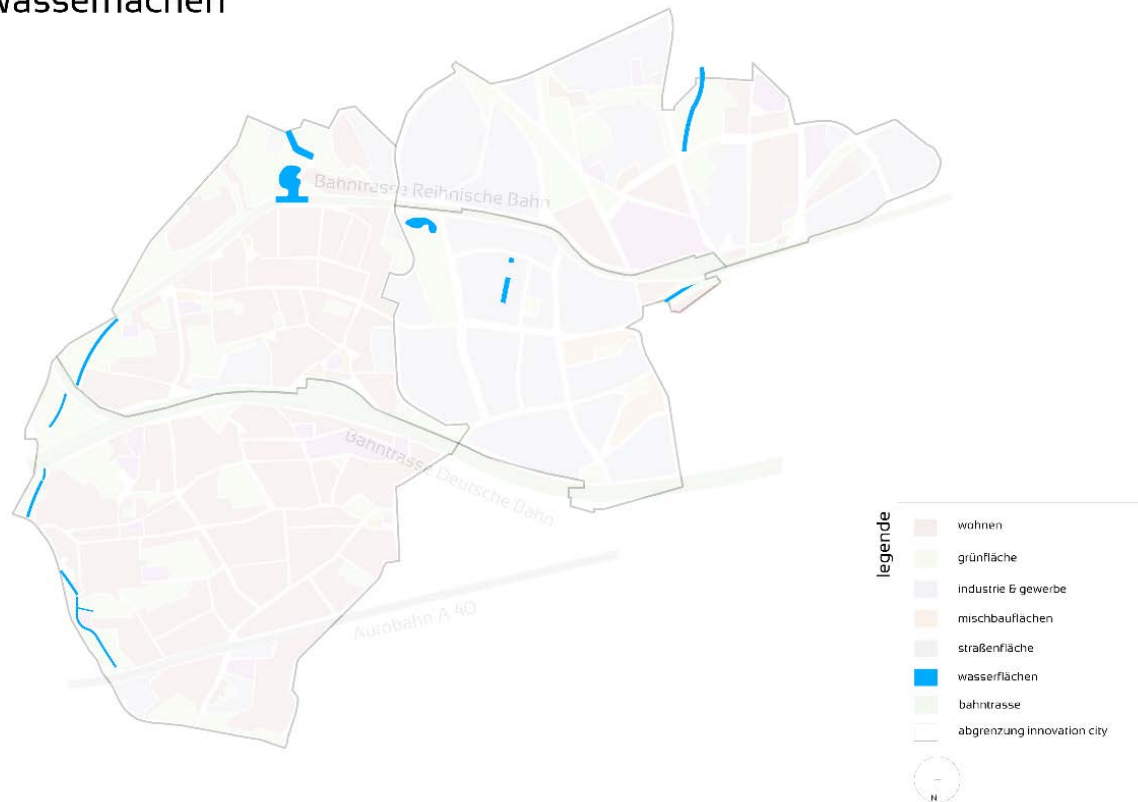 wasserflächen
Bahntrasse Reihnische Bahn
Bahntrasse Deutsche Bahn
Autobahn A 40
legende
wohnen
grünfläche
industrie & gewerbe
mischbauflächen
straßenfläche
wasserflächen
bahntrasse
abgrenzung innovation city
N